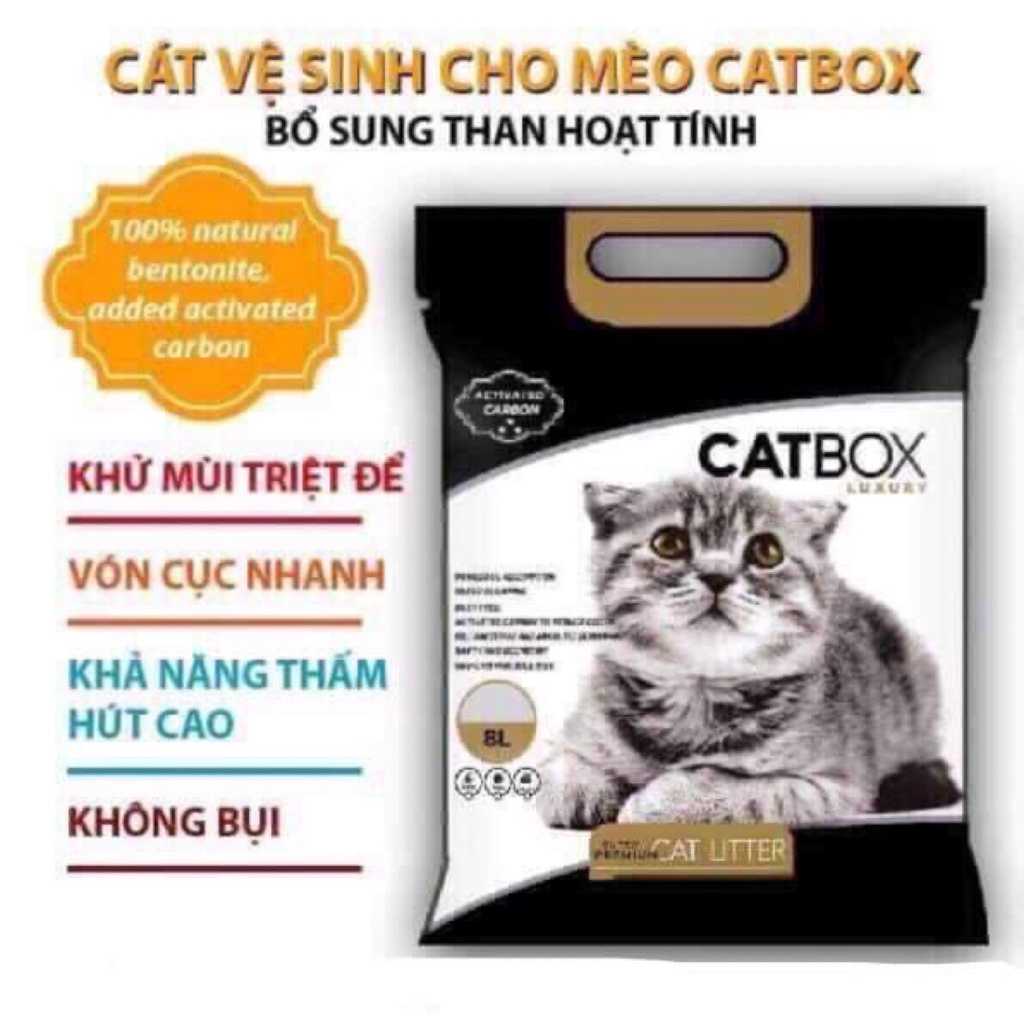 CÁT VỆ SINH CHO MÈO CATBOX
BỔ SUNG THAN HOẠT TÍNH
100% natural
bentonite,
added activated
carbon
KHỬ MÙI TRIỆT ĐỂ
VÓN CỤC NHANH
KHẢ NĂNG THẤM
HÚT CAO
KHÔNG BỤI
ACTIVATED
CARBON
CATBOX
LUXURY
8L
PREMIUM CAT LITTER